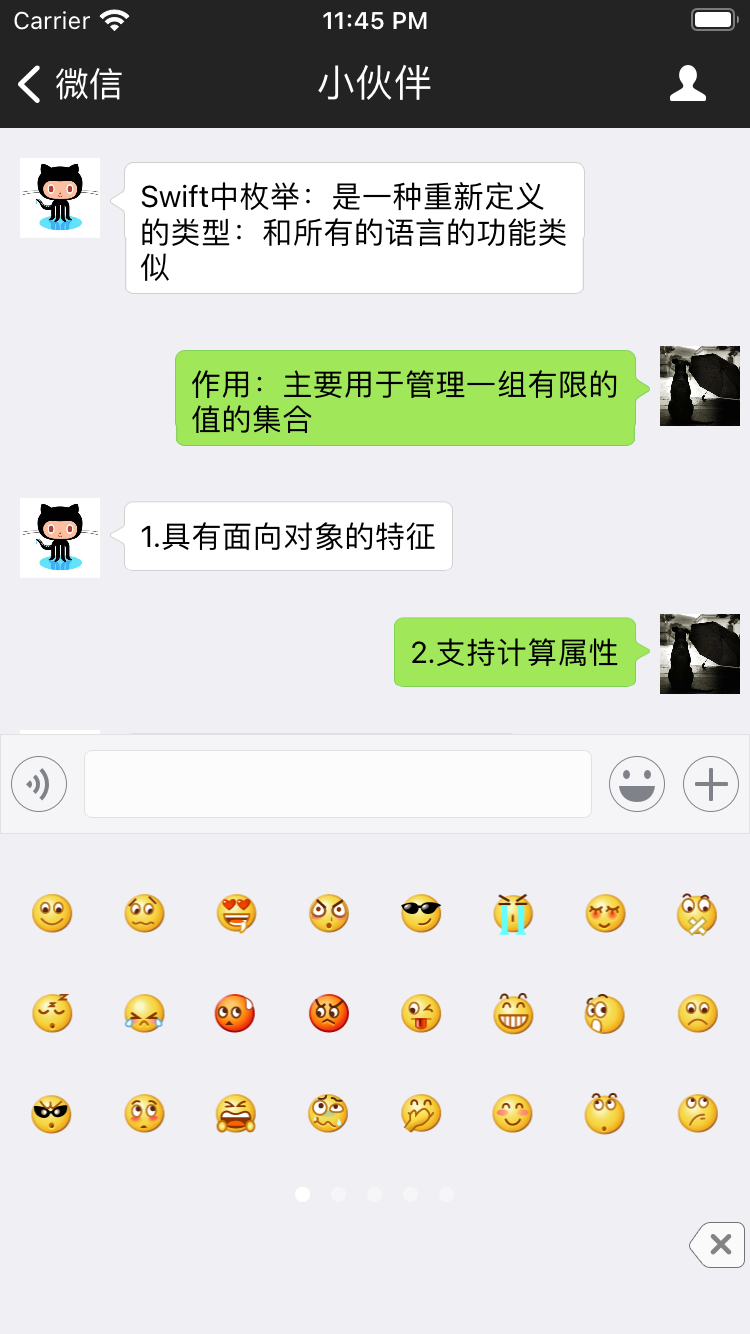 Carrier 11:45 PM
微信 小伙伴
Swift中枚举：是一种重新定义
的类型：和所有的语言的功能类
似
作用：主要用于管理一组有限的
值的集合
1.具有面向对象的特征
2.支持计算属性